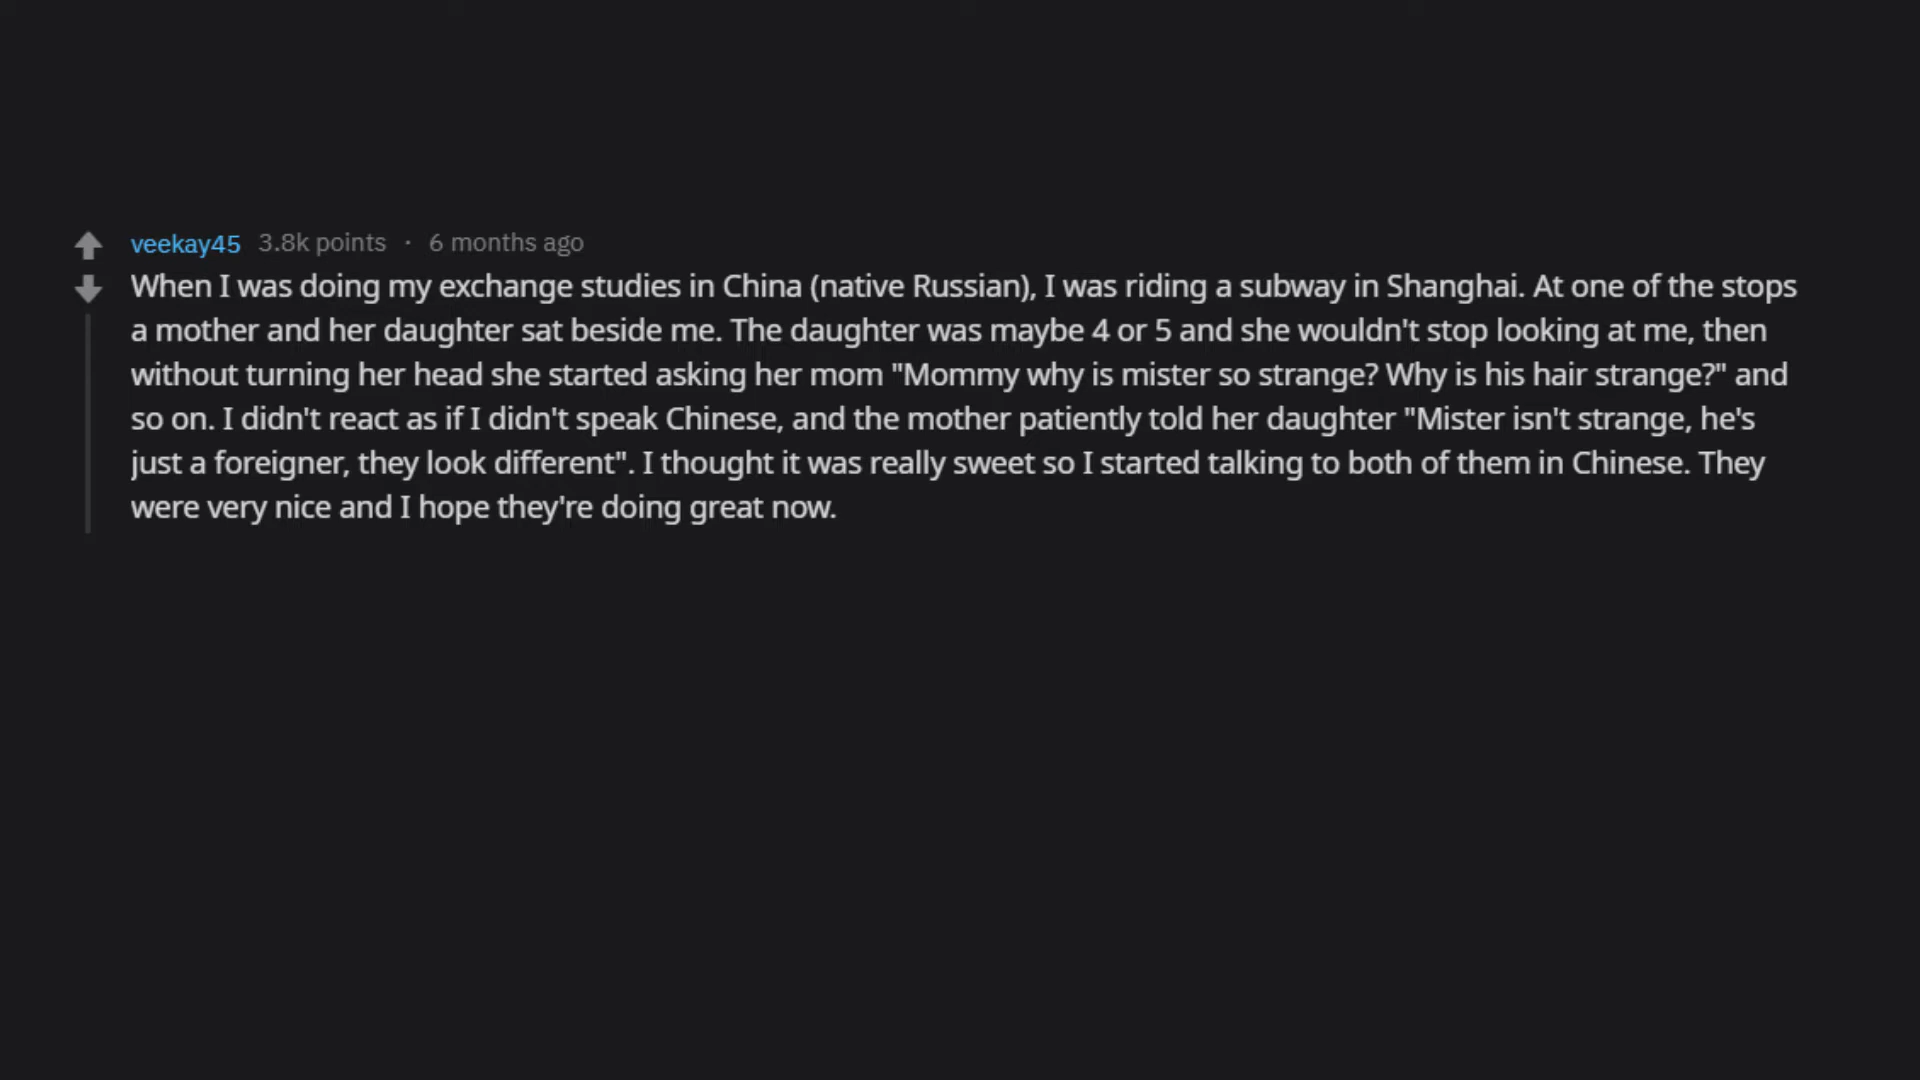 veekay45 3.8k points · 6 months ago
When I was doing my exchange studies in China (native Russian), I was riding a subway in Shanghai. At one of the stops
a mother and her daughter sat beside me. The daughter was maybe 4 or 5 and she wouldn't stop looking at me, then
without turning her head she started asking her mom "Mommy why is mister so strange? Why is his hair strange?" and
so on. I didn't react as if I didn't speak Chinese, and the mother patiently told her daughter "Mister isn't strange, he's
just a foreigner, they look different". I thought it was really sweet so I started talking to both of them in Chinese. They
were very nice and I hope they're doing great now.